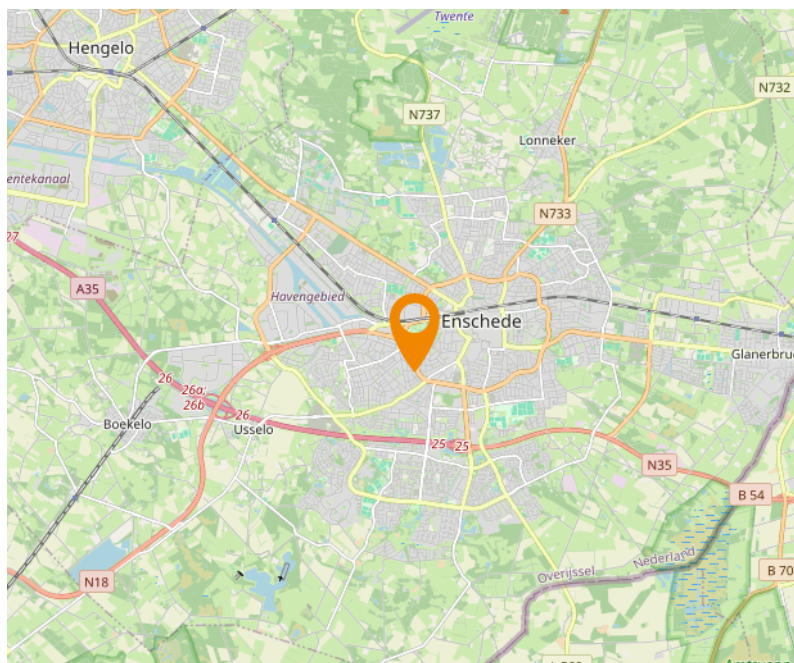 Twente
Hengelo
N732
N737
Lonneker
entekanaal
N733
27
A35
Havengebied
Enschede
Glanerbru
26
26a;
26b
26
Boekelo
Usselo
25
25
N35
B 54
Nederland
Overijssel
B 70
N18